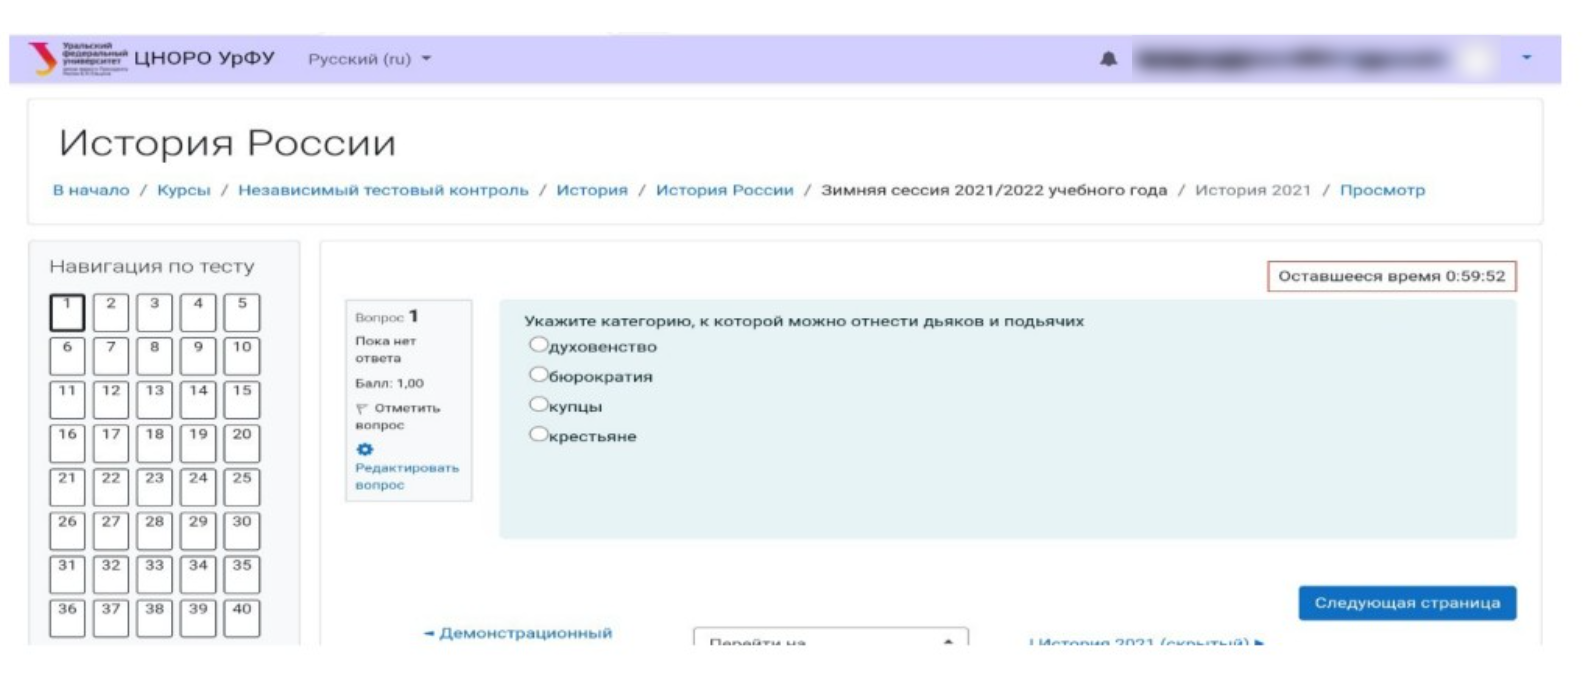 Уральский
федеральный
университет
ЦНОРО УрФУ Русский (ru)
История России
В начало / Курсы / Независимый тестовый контроль / История / История России / Зимняя сессия 2021/2022 учебного года / История 2021 / Просмотр
Навигация по тесту
1 2 3 4 5
6 7 8 9 10
11 12 13 14 15
16 17 18 19 20
21 22 23 24 25
26 27 28 29 30
31 32 33 34 35
36 37 38 39 40
Оставшееся время 0:59:52
Вопрос 1
Пока нет
ответа
Балл: 1,00
Отметить
вопрос
Редактировать
вопрос
Укажите категорию, к которой можно отнести дьяков и подьячих
духовенство
бюрократия
купцы
крестьяне
Следующая страница
◄ Демонстрационный
Перейти на
История 2021 (скрытый) ►